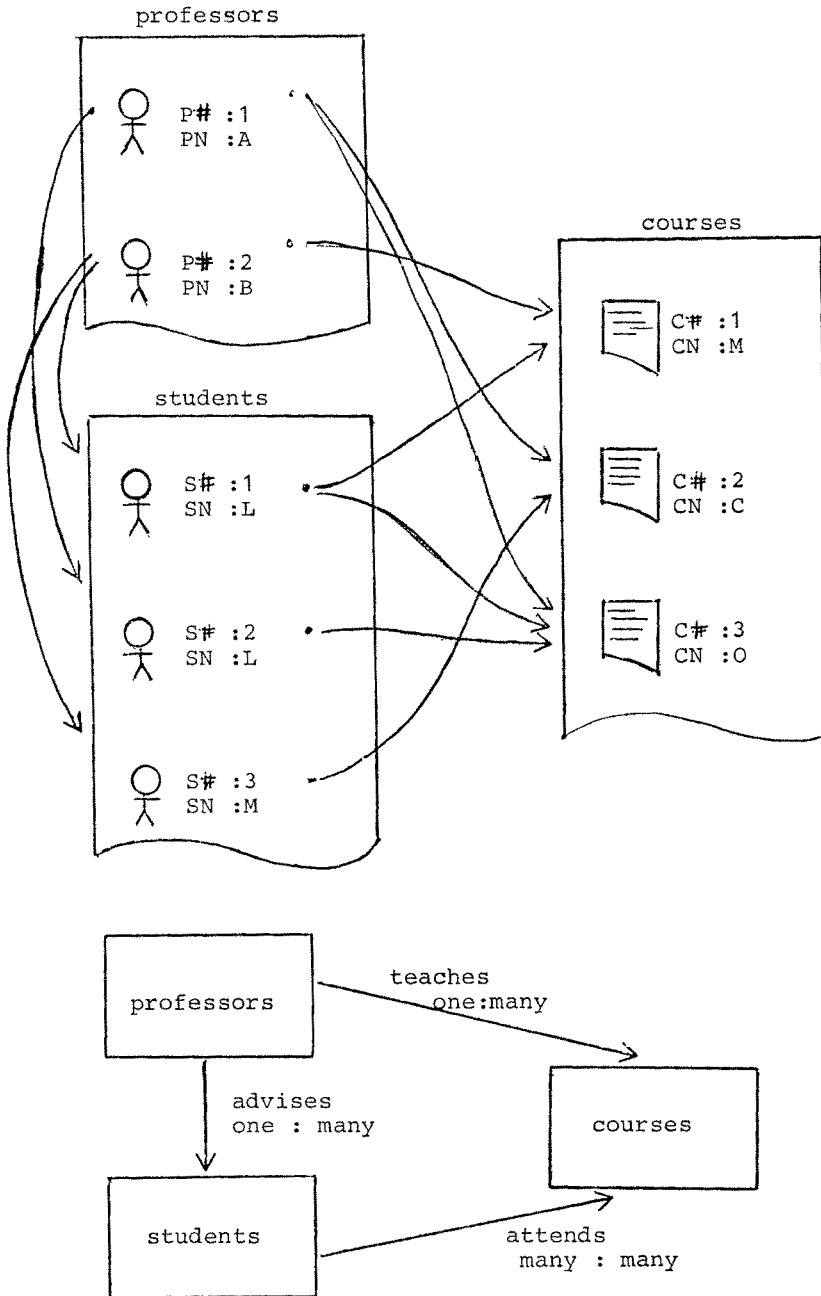 professors
P# :1
PN :A
P# :2
PN :B
courses
C# :1
CN :M
C# :2
CN :C
C# :3
CN :O
students
S# :1
SN :L
S# :2
SN :L
S# :3
SN :M
professors
teaches
one:many
advises
one : many
courses
students
attends
many : many